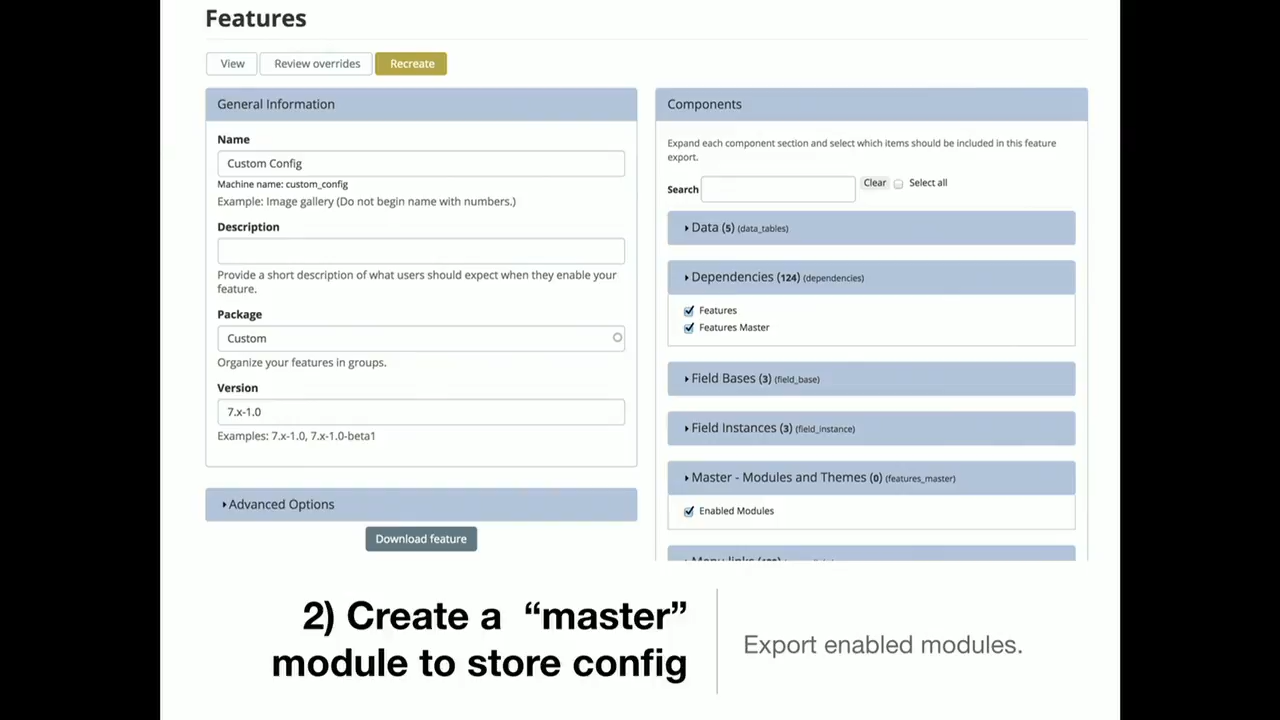 Features
View
Review overrides
Recreate
General Information
Name
Custom Config
Machine name: custom_config
Example: Image gallery (Do not begin name with numbers.)
Description
Provide a short description of what users should expect when they enable your
feature.
Package
Custom
Organize your features in groups.
Version
7.x-1.0
Examples: 7.x-1.0, 7.x-1.0-beta1
Advanced Options
Download feature
Components
Expand each component section and select which items should be included in this feature
export.
Search
Clear
Select all
Data (5) (data_tables)
Dependencies (124) (dependencies)
Features
Features Master
Field Bases (3) (field_base)
Field Instances (3) (field_instance)
Master - Modules and Themes (0) (features_master)
Enabled Modules
Menu links
2) Create a “master”
module to store config
Export enabled modules.